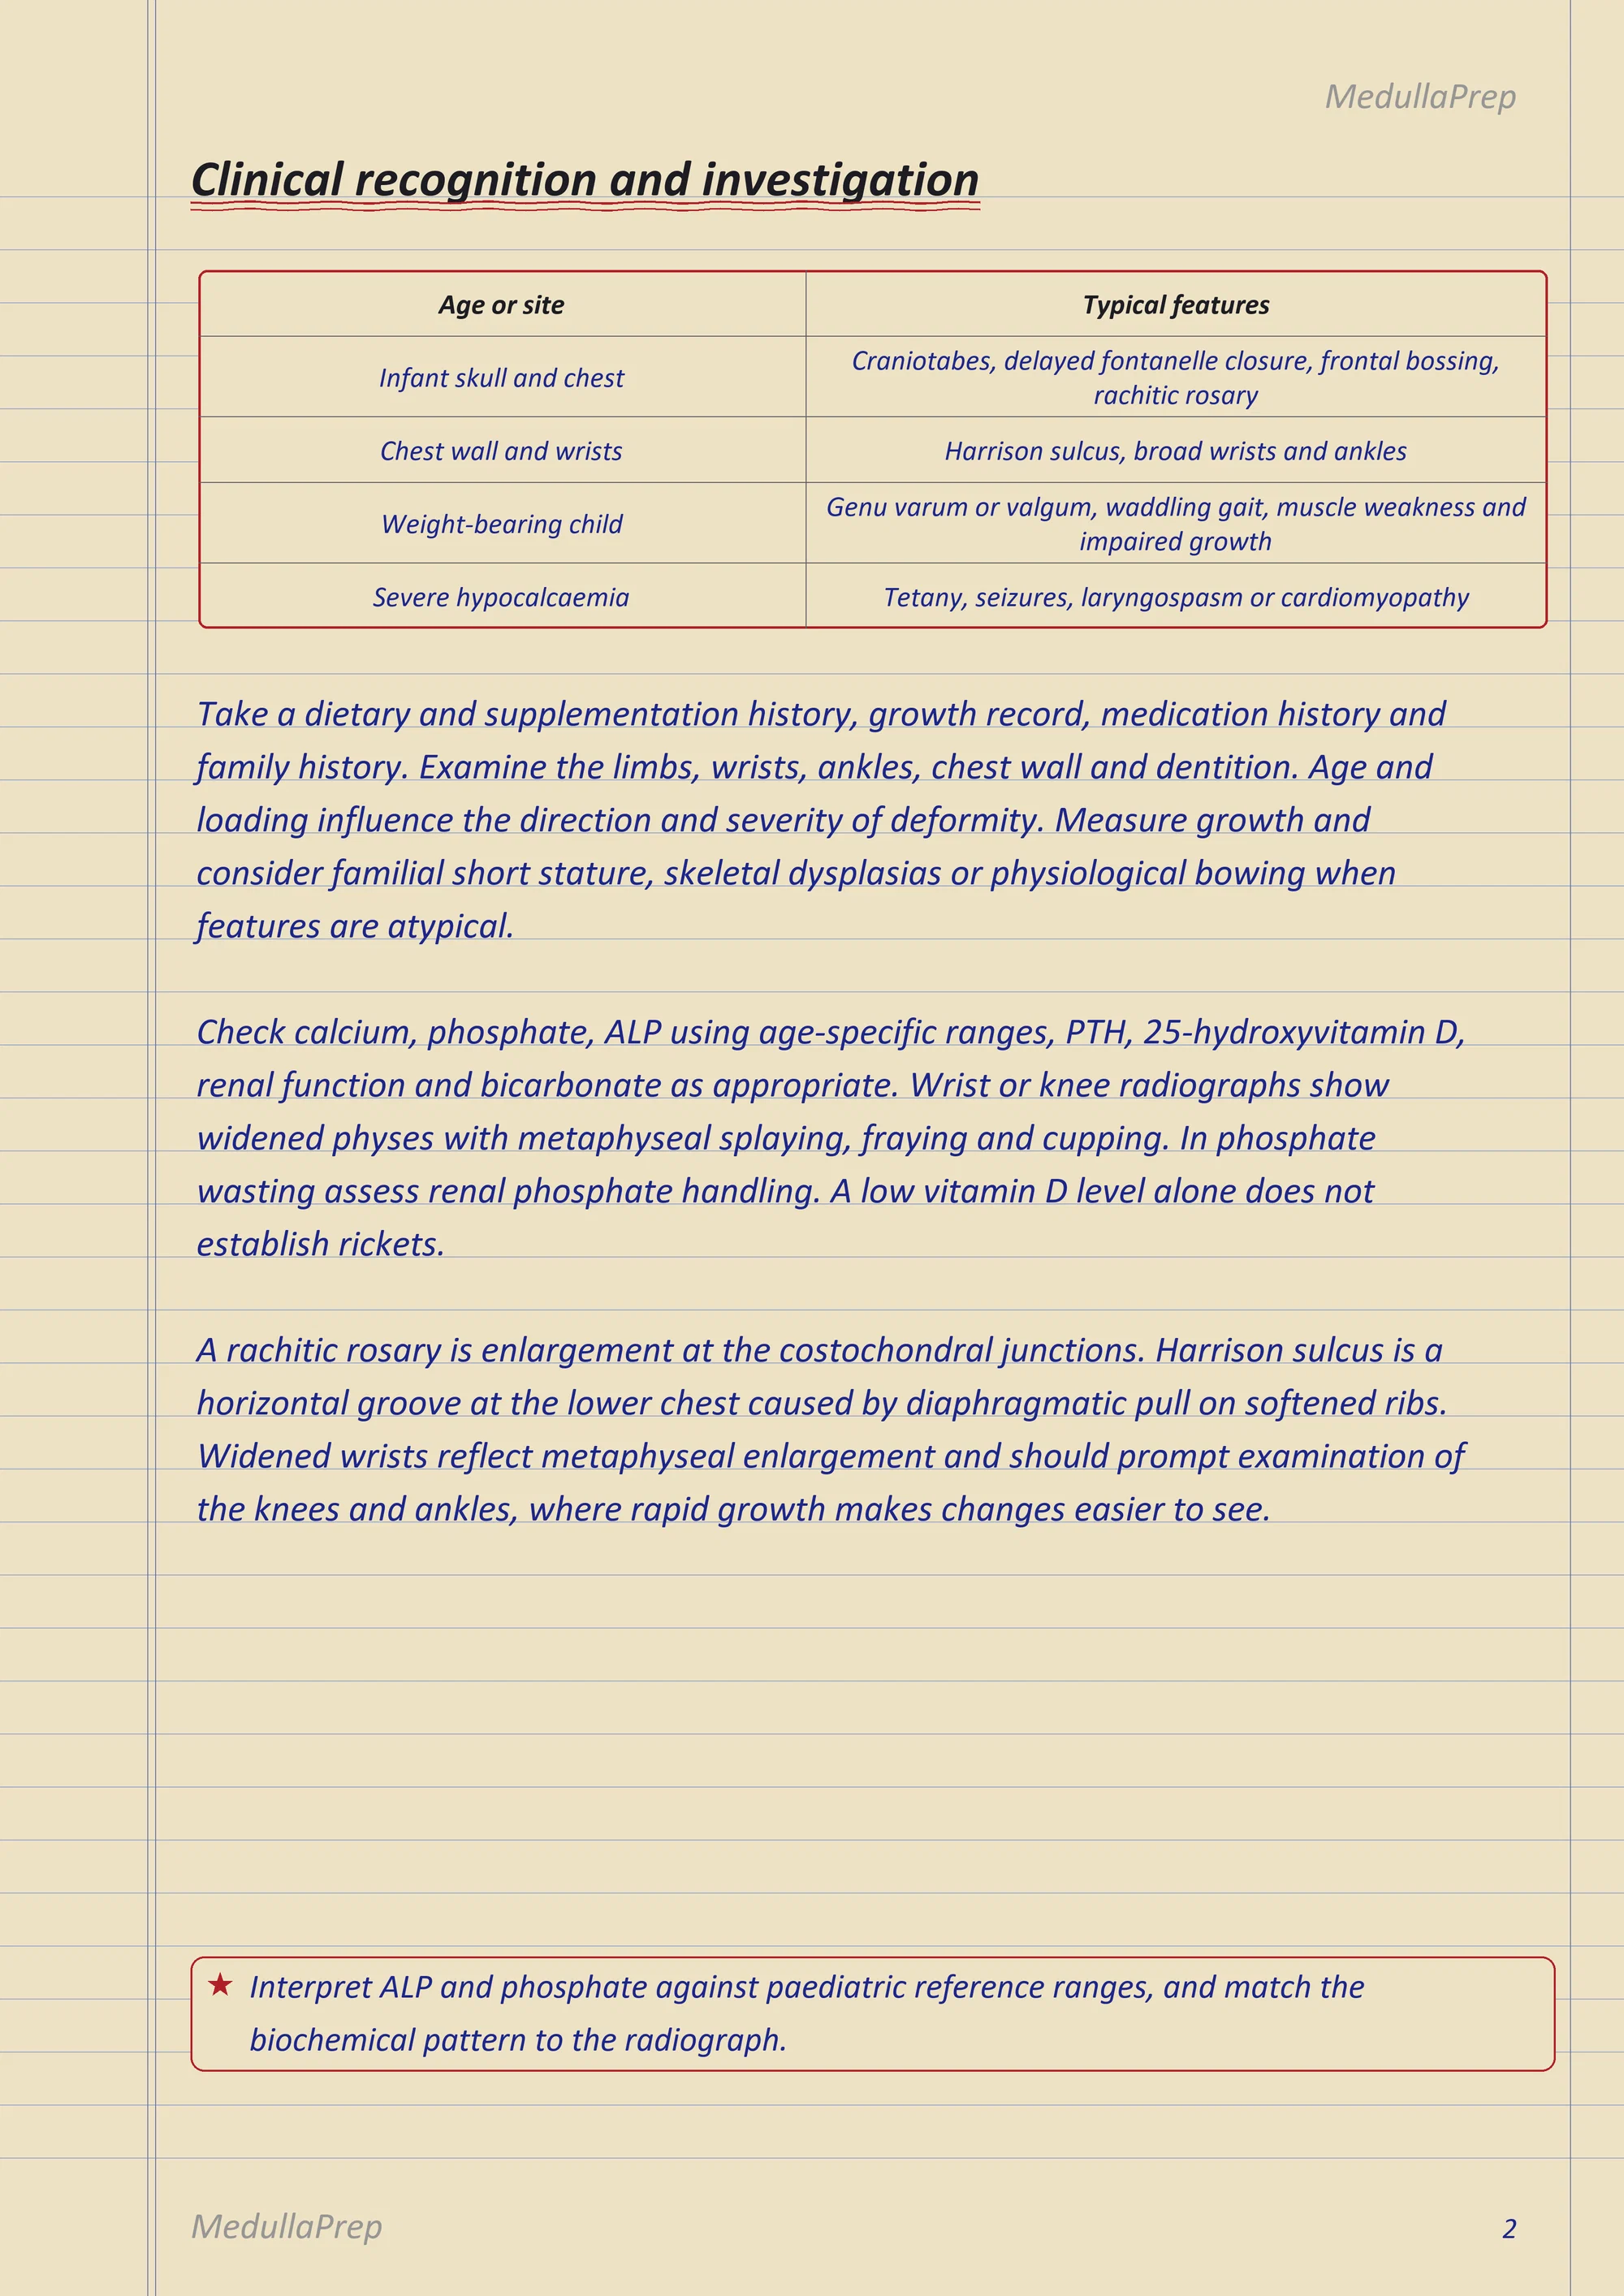 MedullaPrep
Clinical recognition and investigation
Age or site
Typical features
Infant skull and chest
Craniotabes, delayed fontanelle closure, frontal bossing,
rachitic rosary
Chest wall and wrists
Harrison sulcus, broad wrists and ankles
Weight-bearing child
Genu varum or valgum, waddling gait, muscle weakness and
impaired growth
Severe hypocalcaemia
Tetany, seizures, laryngospasm or cardiomyopathy
Take a dietary and supplementation history, growth record, medication history and
family history. Examine the limbs, wrists, ankles, chest wall and dentition. Age and
loading influence the direction and severity of deformity. Measure growth and
consider familial short stature, skeletal dysplasias or physiological bowing when
features are atypical.
Check calcium, phosphate, ALP using age-specific ranges, PTH, 25-hydroxyvitamin D,
renal function and bicarbonate as appropriate. Wrist or knee radiographs show
widened physes with metaphyseal splaying, fraying and cupping. In phosphate
wasting assess renal phosphate handling. A low vitamin D level alone does not
establish rickets.
A rachitic rosary is enlargement at the costochondral junctions. Harrison sulcus is a
horizontal groove at the lower chest caused by diaphragmatic pull on softened ribs.
Widened wrists reflect metaphyseal enlargement and should prompt examination of
the knees and ankles, where rapid growth makes changes easier to see.
★ Interpret ALP and phosphate against paediatric reference ranges, and match the
biochemical pattern to the radiograph.
MedullaPrep
2